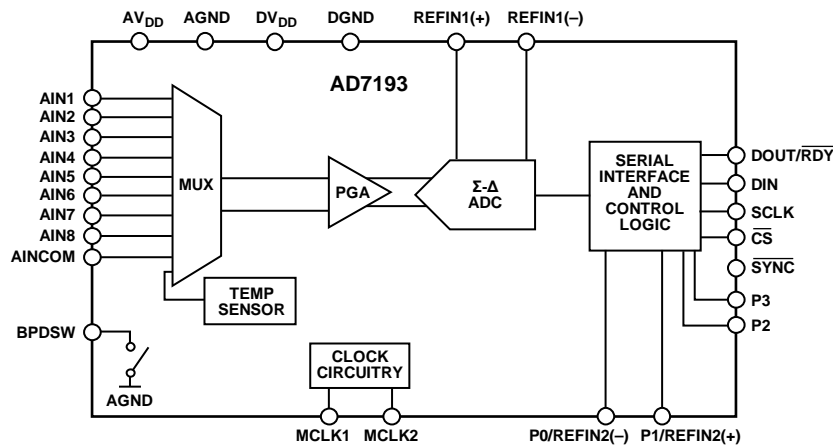 AVDD AGND DVDD DGND REFIN1(+) REFIN1(–)
AD7193
AIN1
AIN2
AIN3
AIN4
AIN5
AIN6
AIN7
AIN8
AINCOM
MUX
PGA
Σ-Δ
ADC
SERIAL
INTERFACE
AND
CONTROL
LOGIC
DOUT/RDY
DIN
SCLK
CS
SYNC
P3
P2
TEMP
SENSOR
BPDSW
AGND
CLOCK
CIRCUITRY
MCLK1 MCLK2 P0/REFIN2(–) P1/REFIN2(+)